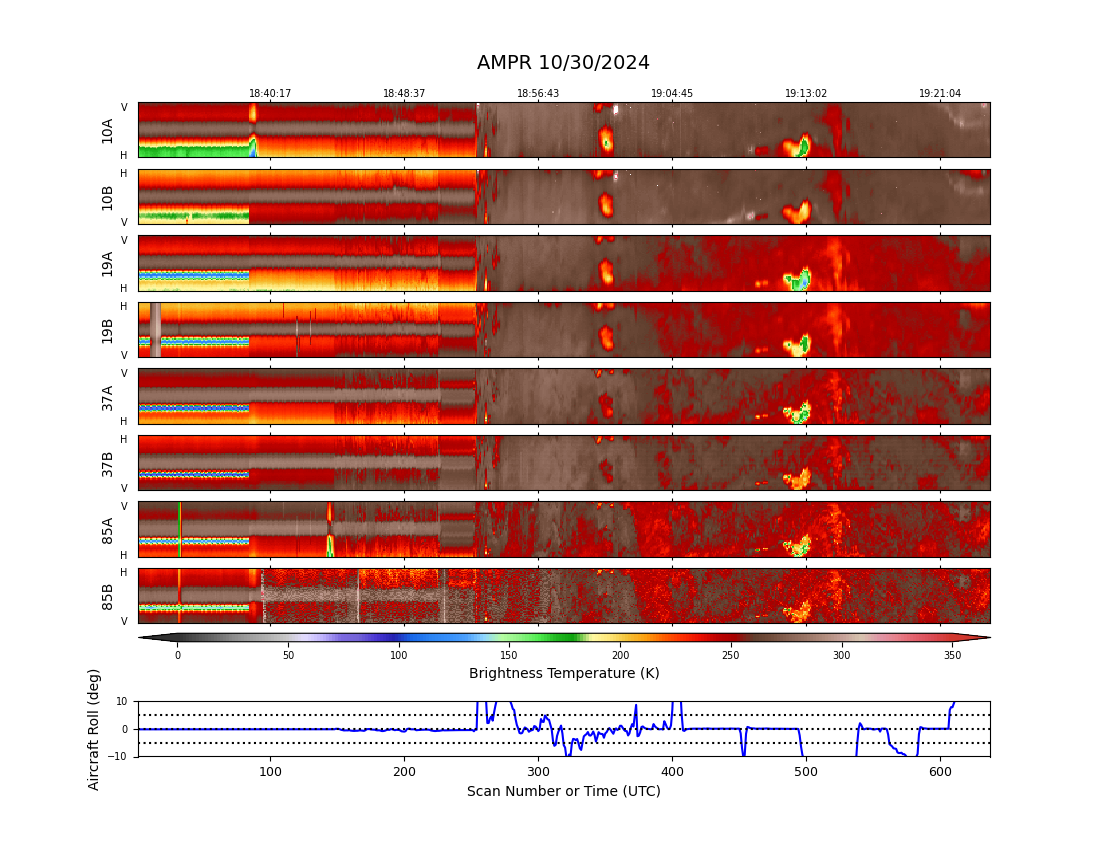 AMPR 10/30/2024
18:40:17 18:48:37 18:56:43 19:04:45 19:13:02 19:21:04
V
10A
H
H
10B
V
V
19A
H
H
19B
V
V
37A
H
H
37B
V
V
85A
H
H
85B
V
0 50 100 150 200 250 300 350
Brightness Temperature (K)
Aircraft Roll (deg)
10
0
−10
100 200 300 400 500 600
Scan Number or Time (UTC)